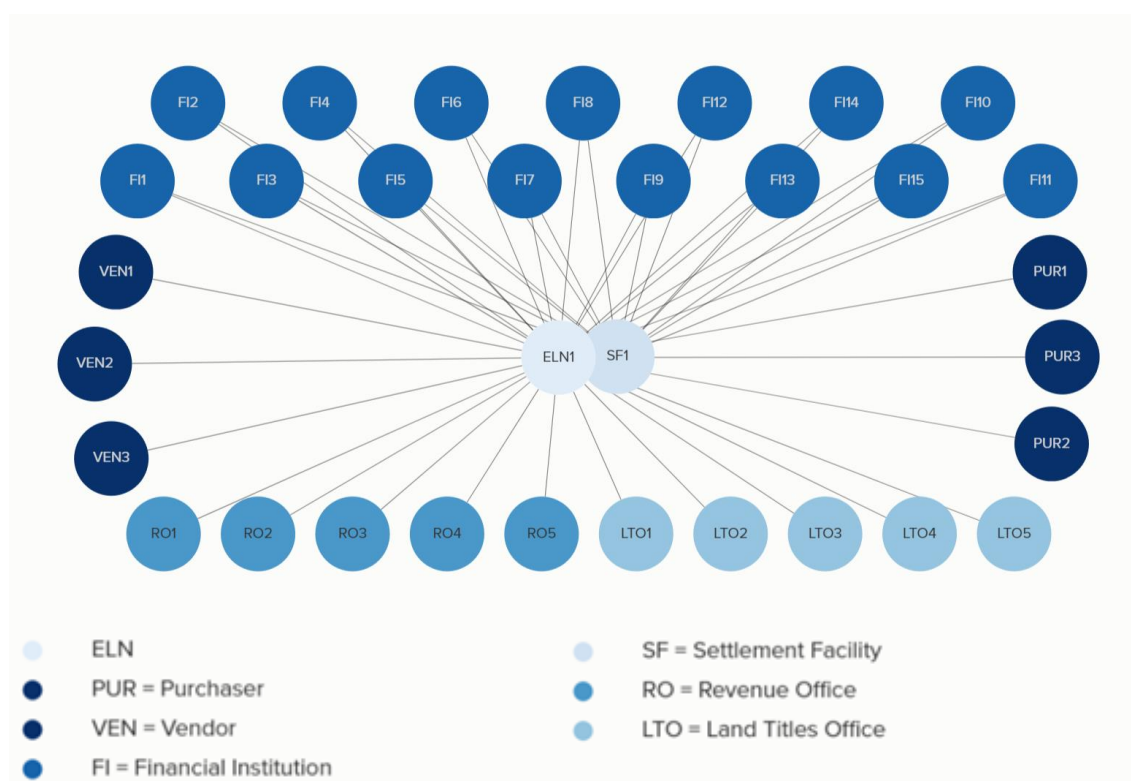 FI2 FI4 FI6 FI8 FI12 FI14 FI10
FI1 FI3 FI5 FI7 FI9 FI13 FI15 FI11
VEN1 PUR1
VEN2 ELN1 SF1 PUR3
VEN3 PUR2
RO1 RO2 RO3 RO4 RO5 LTO1 LTO2 LTO3 LTO4 LTO5
ELN
PUR = Purchaser
VEN = Vendor
FI = Financial Institution
SF = Settlement Facility
RO = Revenue Office
LTO = Land Titles Office